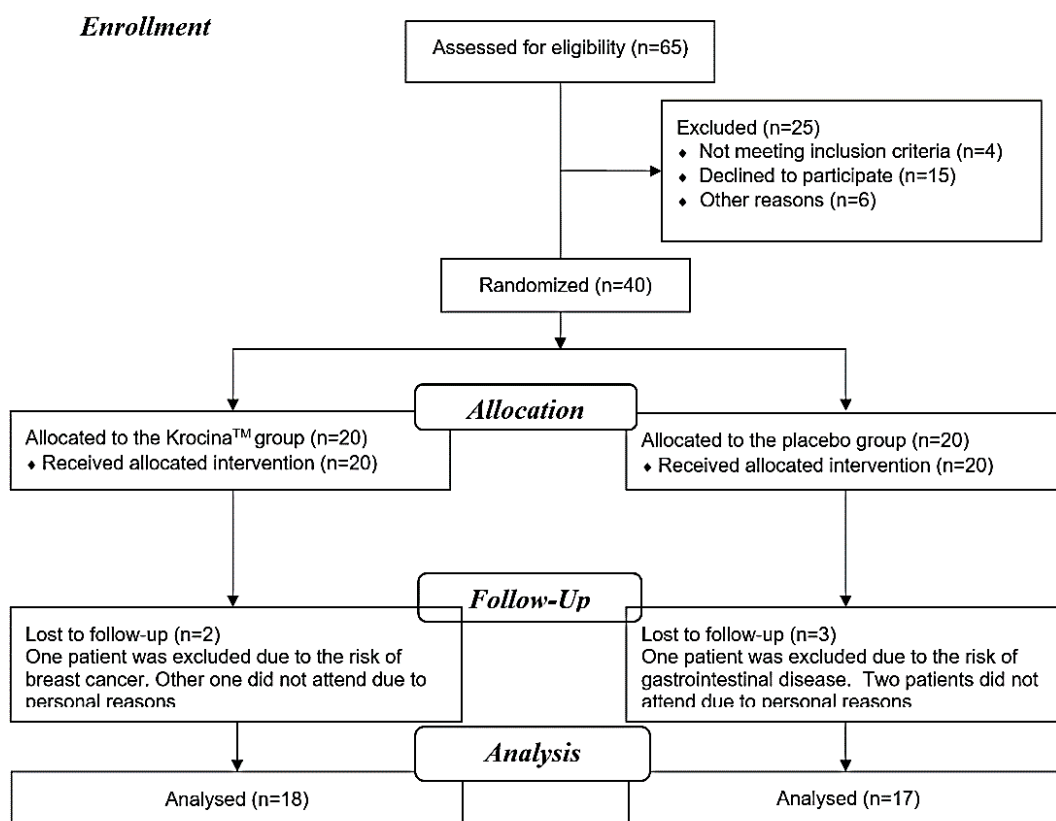 Enrollment
Assessed for eligibility (n=65)
Excluded (n=25)
♦ Not meeting inclusion criteria (n=4)
♦ Declined to participate (n=15)
♦ Other reasons (n=6)
Randomized (n=40)
Allocation
Allocated to the Krocina™ group (n=20)
♦ Received allocated intervention (n=20)
Allocated to the placebo group (n=20)
♦ Received allocated intervention (n=20)
Follow-Up
Lost to follow-up (n=2)
One patient was excluded due to the risk of
breast cancer. Other one did not attend due to
personal reasons
Lost to follow-up (n=3)
One patient was excluded due to the risk of
gastrointestinal disease.  Two patients did not
attend due to personal reasons
Analysis
Analysed (n=18)
Analysed (n=17)